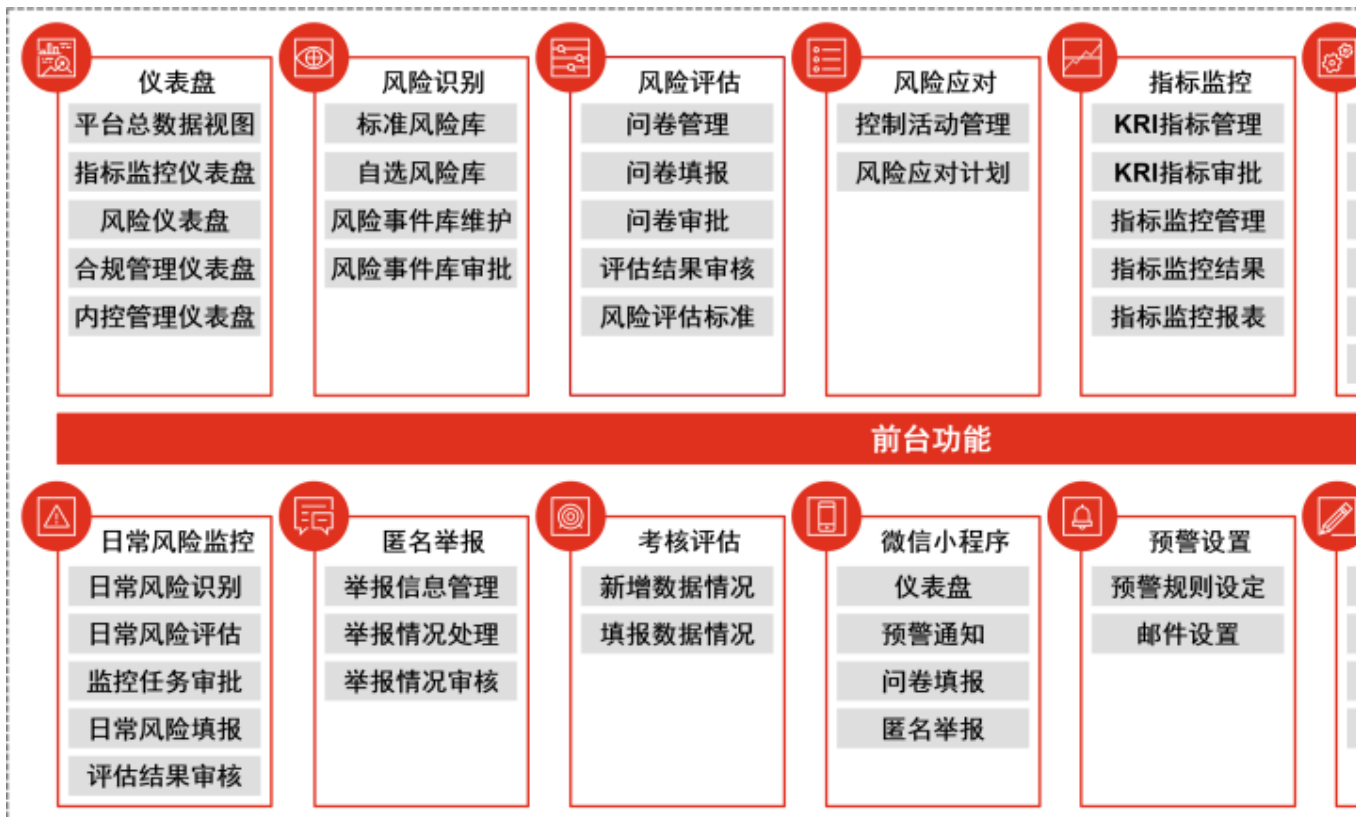 仪表盘
平台总数据视图
指标监控仪表盘
风险仪表盘
合规管理仪表盘
内控管理仪表盘
风险识别
标准风险库
自选风险库
风险事件库维护
风险事件库审批
风险评估
问卷管理
问卷填报
问卷审批
评估结果审核
风险评估标准
风险应对
控制活动管理
风险应对计划
指标监控
KRI指标管理
KRI指标审批
指标监控管理
指标监控结果
指标监控报表
前台功能
日常风险监控
日常风险识别
日常风险评估
监控任务审批
日常风险填报
评估结果审核
匿名举报
举报信息管理
举报情况处理
举报情况审核
考核评估
新增数据情况
填报数据情况
微信小程序
仪表盘
预警通知
问卷填报
匿名举报
预警设置
预警规则设定
邮件设置